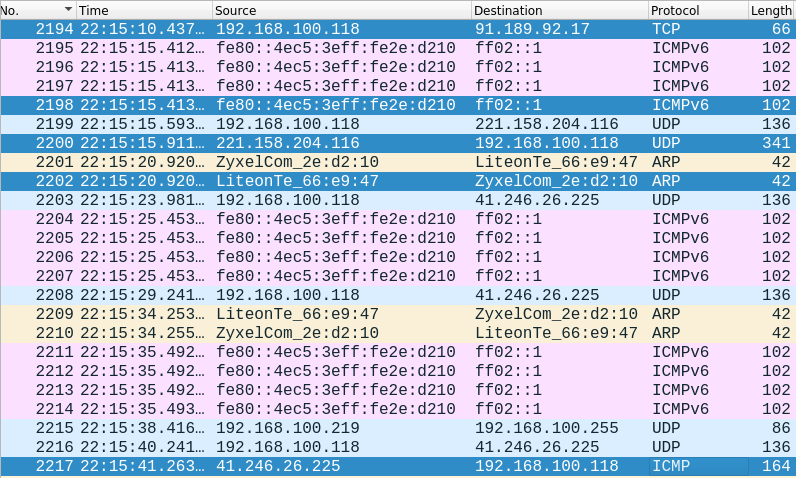 No. Time Source Destination Protocol Length
2194 22:15:10.437… 192.168.100.118 91.189.92.17 TCP 66
2195 22:15:15.412… fe80::4ec5:3eff:fe2e:d210 ff02::1 ICMPv6 102
2196 22:15:15.413… fe80::4ec5:3eff:fe2e:d210 ff02::1 ICMPv6 102
2197 22:15:15.413… fe80::4ec5:3eff:fe2e:d210 ff02::1 ICMPv6 102
2198 22:15:15.413… fe80::4ec5:3eff:fe2e:d210 ff02::1 ICMPv6 102
2199 22:15:15.593… 192.168.100.118 221.158.204.116 UDP 136
2200 22:15:15.911… 221.158.204.116 192.168.100.118 UDP 341
2201 22:15:20.920… ZyxelCom_2e:d2:10 LiteonTe_66:e9:47 ARP 42
2202 22:15:20.920… LiteonTe_66:e9:47 ZyxelCom_2e:d2:10 ARP 42
2203 22:15:23.981… 192.168.100.118 41.246.26.225 UDP 136
2204 22:15:25.453… fe80::4ec5:3eff:fe2e:d210 ff02::1 ICMPv6 102
2205 22:15:25.453… fe80::4ec5:3eff:fe2e:d210 ff02::1 ICMPv6 102
2206 22:15:25.453… fe80::4ec5:3eff:fe2e:d210 ff02::1 ICMPv6 102
2207 22:15:25.453… fe80::4ec5:3eff:fe2e:d210 ff02::1 ICMPv6 102
2208 22:15:29.241… 192.168.100.118 41.246.26.225 UDP 136
2209 22:15:34.253… LiteonTe_66:e9:47 ZyxelCom_2e:d2:10 ARP 42
2210 22:15:34.255… ZyxelCom_2e:d2:10 LiteonTe_66:e9:47 ARP 42
2211 22:15:35.492… fe80::4ec5:3eff:fe2e:d210 ff02::1 ICMPv6 102
2212 22:15:35.492… fe80::4ec5:3eff:fe2e:d210 ff02::1 ICMPv6 102
2213 22:15:35.492… fe80::4ec5:3eff:fe2e:d210 ff02::1 ICMPv6 102
2214 22:15:35.493… fe80::4ec5:3eff:fe2e:d210 ff02::1 ICMPv6 102
2215 22:15:38.416… 192.168.100.219 192.168.100.255 UDP 86
2216 22:15:40.241… 192.168.100.118 41.246.26.225 UDP 136
2217 22:15:41.263… 41.246.26.225 192.168.100.118 ICMP 164